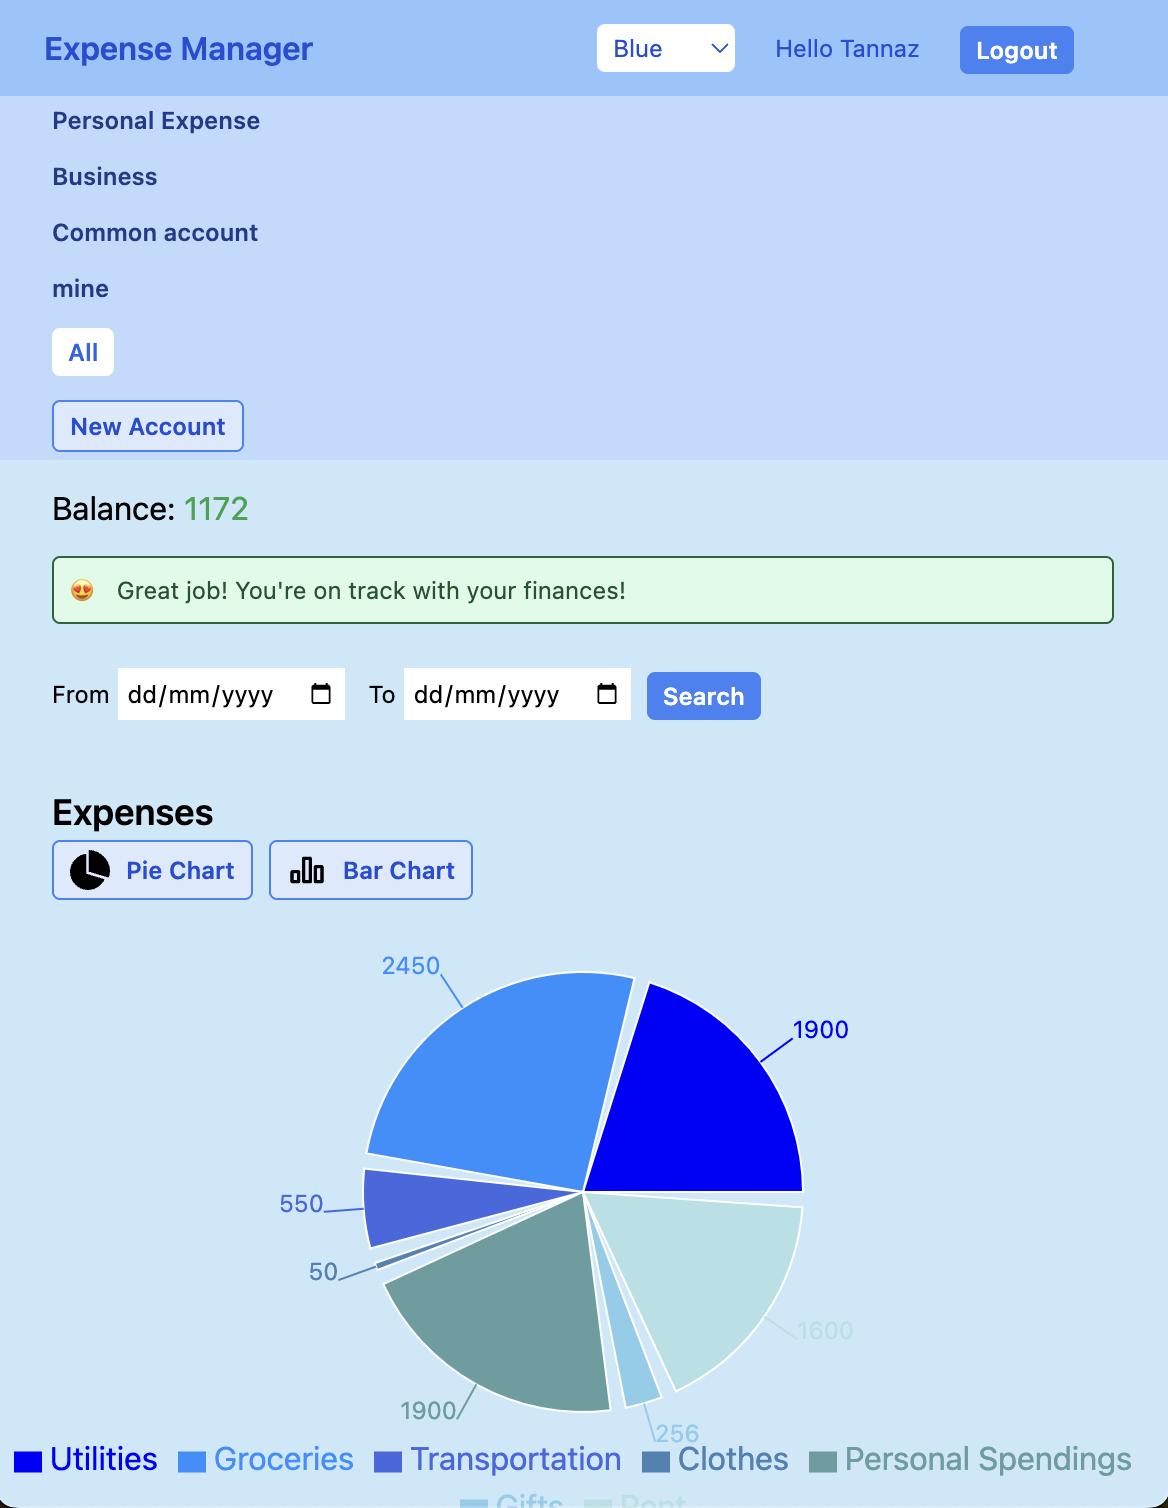 Expense Manager Blue Hello Tannaz Logout
Personal Expense
Business
Common account
mine
All
New Account
Balance: 1172
Great job! You're on track with your finances!
From dd/mm/yyyy To dd/mm/yyyy Search
Expenses
Pie Chart Bar Chart
2450
1900
550
50
1600
1900
256
Utilities Groceries Transportation Clothes Personal Spendings
Gifts Rent